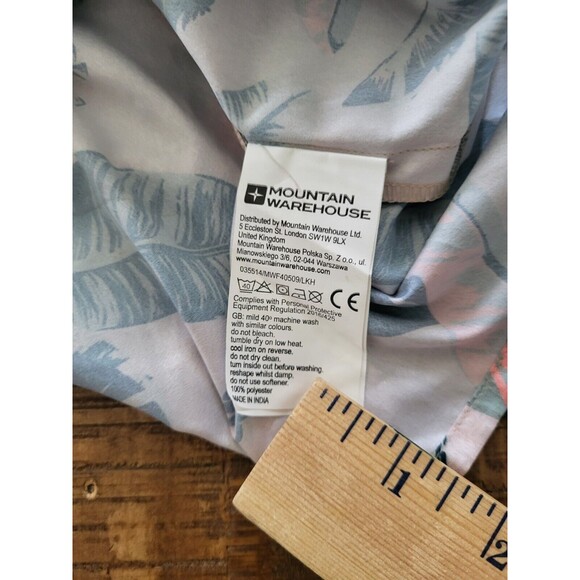 MOUNTAIN
WAREHOUSE
Distributed by Mountain Warehouse Ltd.
5 Eccleston St. London SW1W 9LX
United Kingdom
Mountain Warehouse Polska Sp. Z o.o., ul.
Mianowskiego 3/6, 02-044 Warszawa
www.mountainwarehouse.com
035514/MWF40509/LKH
40 CE
Complies with Personal Protective
Equipment Regulation 2016/425
GB: mild 40º machine wash
with similar colours.
do not bleach.
tumble dry on low heat.
cool iron on reverse.
do not dry clean.
turn inside out before washing.
reshape whilst damp.
do not use softener.
100% polyester
MADE IN INDIA
1
2